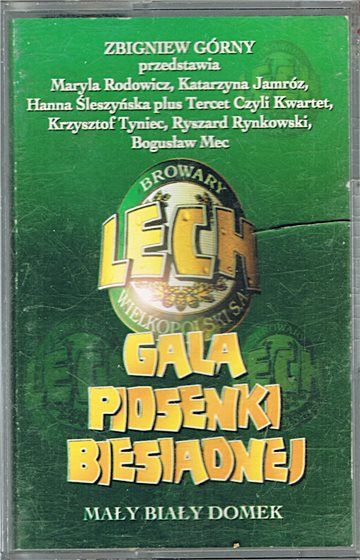 ZBIGNIEW GÓRNY
przedstawia
Maryla Rodowicz, Katarzyna Jamróz,
Hanna Śleszyńska plus Tercet Czyli Kwartet,
Krzysztof Tyniec, Ryszard Rynkowski,
Bogusław Mec
BROWARY
LECH
WIELKOPOLSKI S.A.
GALA
PIOSENKI
BIESIADNEJ
MAŁY BIAŁY DOMEK